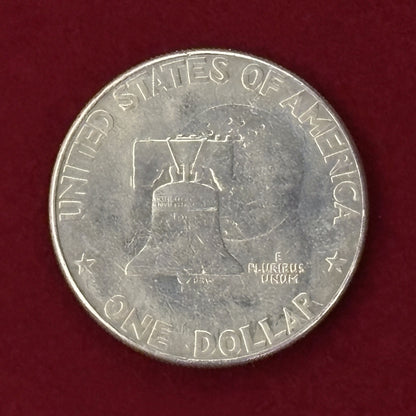 UNITED STATES OF AMERICA
E
PLURIBUS
UNUM
ONE DOLLAR